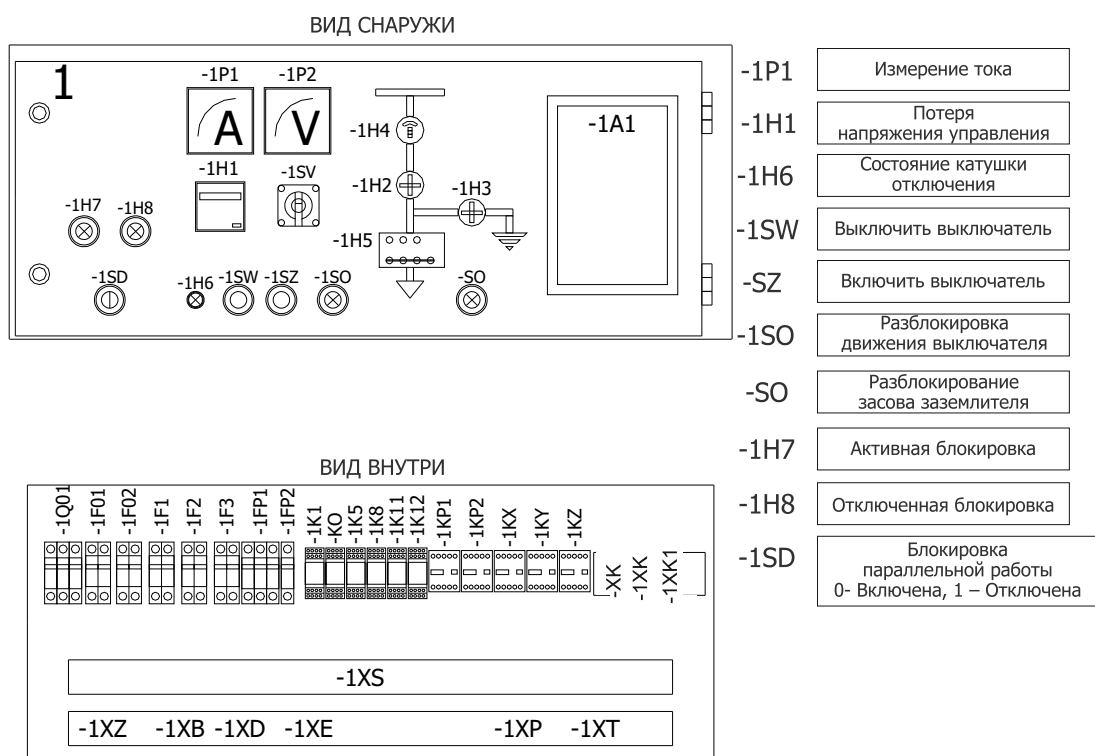 ВИД СНАРУЖИ
1
-1P1
-1P2
A
V
-1H4
-1A1
-1H1
-1SV
-1H2
-1H3
-1H7
-1H8
-1H5
-1SD
-1H6
-1SW
-1SZ
-1SO
-SO
-1P1 Измерение тока
-1H1 Потеря
напряжения управления
-1H6 Состояние катушки
отключения
-1SW Выключить выключатель
-SZ Включить выключатель
-1SO Разблокировка
движения выключателя
-SO Разблокирование
засова заземлителя
-1H7 Активная блокировка
-1H8 Отключенная блокировка
-1SD Блокировка
параллельной работы
0- Включена, 1 – Отключена
ВИД ВНУТРИ
-1Q01
-1F01
-1F02
-1F1
-1F2
-1F3
-1FP1
-1FP2
-1K1
-KO
-1K5
-1K8
-1K11
-1K12
-1KP1
-1KP2
-1KX
-1KY
-1KZ
-XK
-1XK
-1XK1
-1XS
-1XZ -1XB -1XD -1XE -1XP -1XT